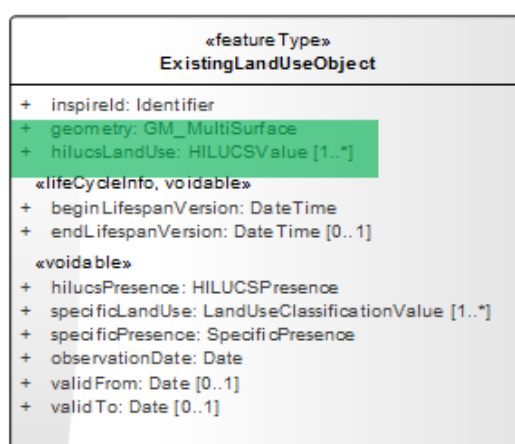 «featureType»
ExistingLandUseObject
+ inspireId: Identifier
+ geometry: GM_MultiSurface
+ hilucsLandUse: HILUCSValue [1..*]
«lifeCycleInfo, voidable»
+ beginLifespanVersion: DateTime
+ endLifespanVersion: DateTime [0..1]
«voidable»
+ hilucsPresence: HILUCSPresence
+ specificLandUse: LandUseClassificationValue [1..*]
+ specificPresence: SpecificPresence
+ observationDate: Date
+ validFrom: Date [0..1]
+ validTo: Date [0..1]